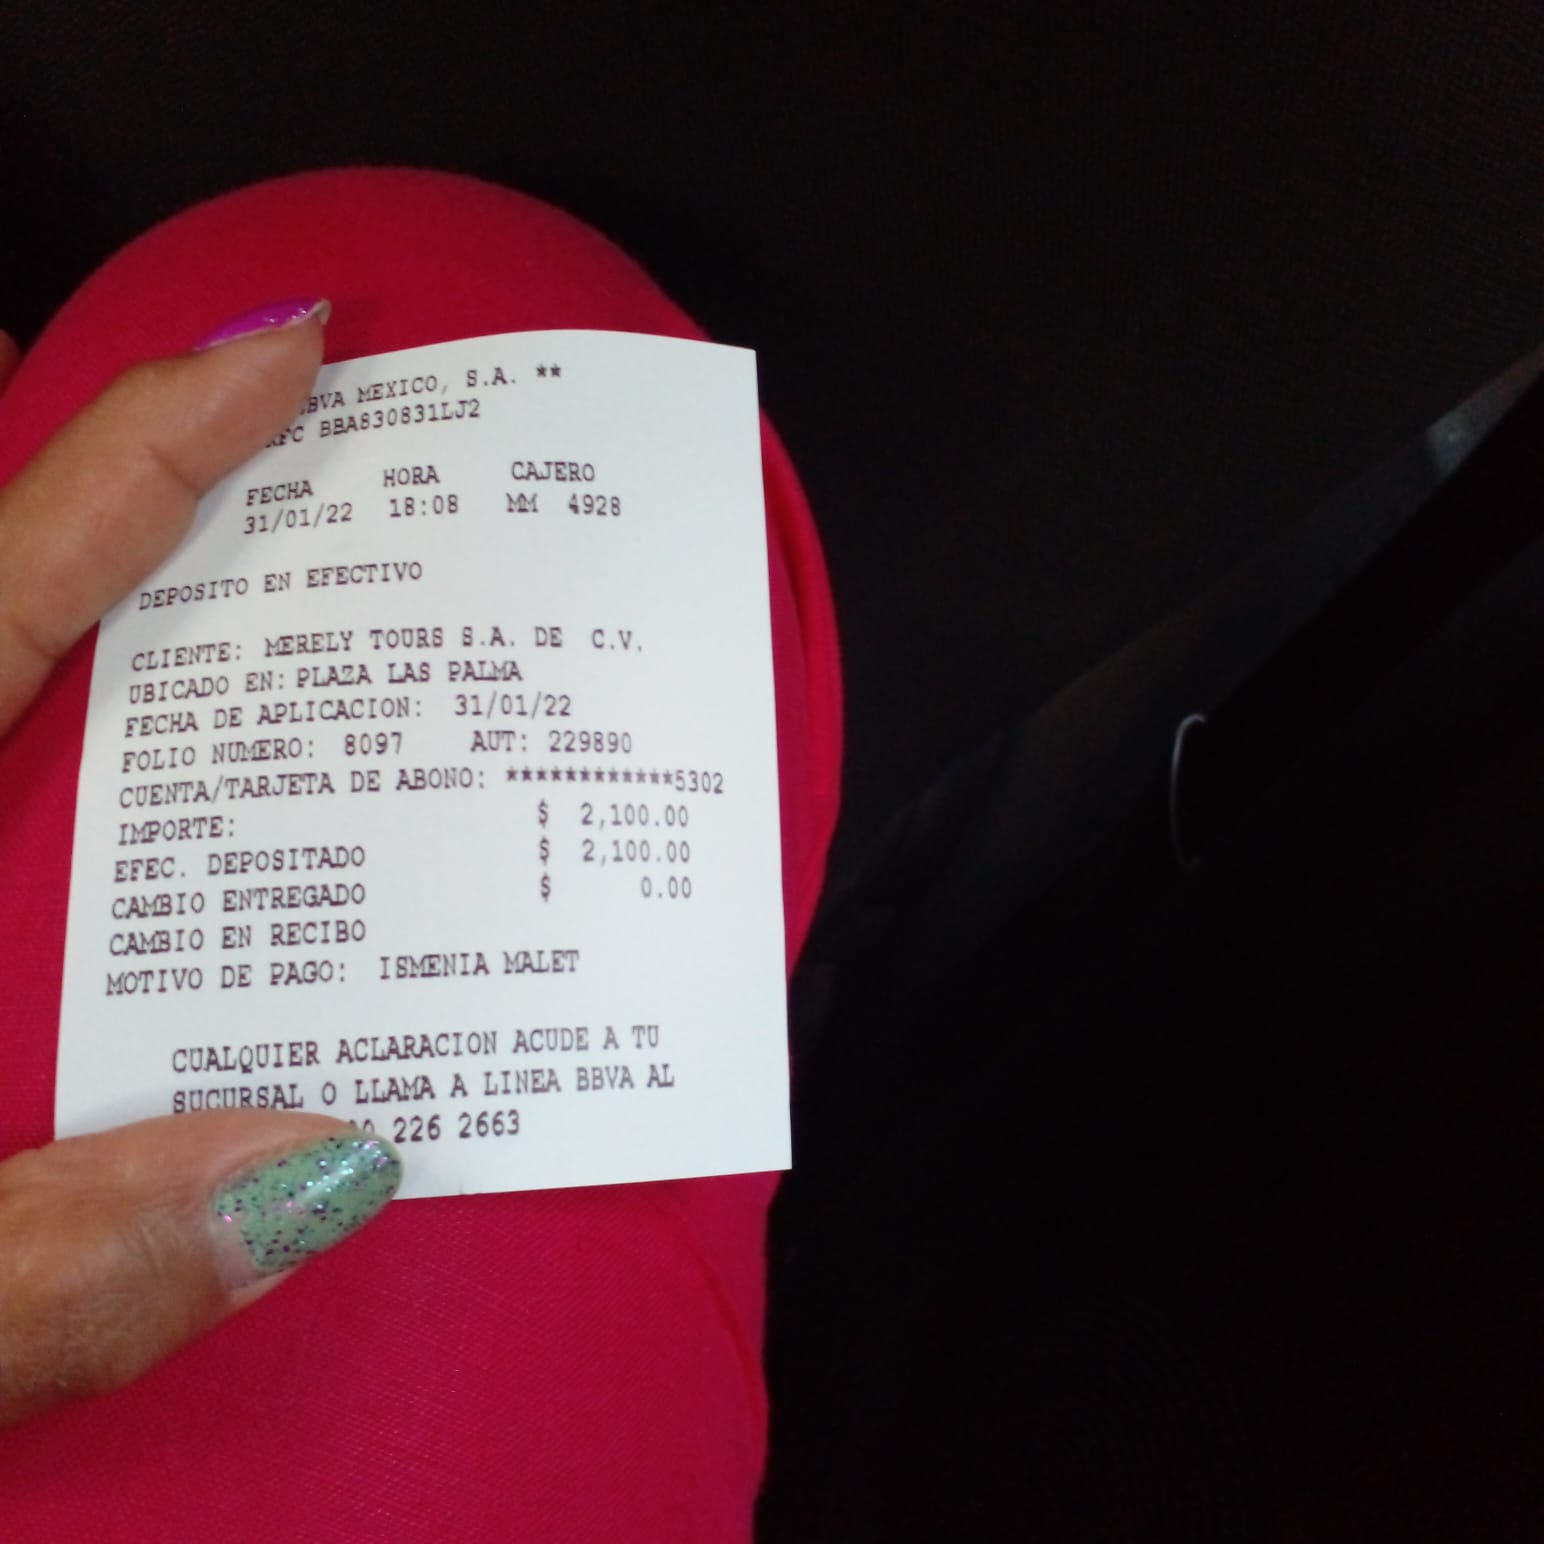 BBVA MEXICO, S.A. **
RFC BBA830831LJ2
FECHA HORA CAJERO
31/01/22 18:08 MM 4928
DEPOSITO EN EFECTIVO
CLIENTE: MERELY TOURS S.A. DE C.V.
UBICADO EN: PLAZA LAS PALMA
FECHA DE APLICACION: 31/01/22
FOLIO NUMERO: 8097 AUT: 229890
CUENTA/TARJETA DE ABONO: ************5302
IMPORTE: $ 2,100.00
EFEC. DEPOSITADO $ 2,100.00
CAMBIO ENTREGADO $ 0.00
CAMBIO EN RECIBO
MOTIVO DE PAGO: ISMENIA MALET
CUALQUIER ACLARACION ACUDE A TU
SUCURSAL O LLAMA A LINEA BBVA AL
226 2663